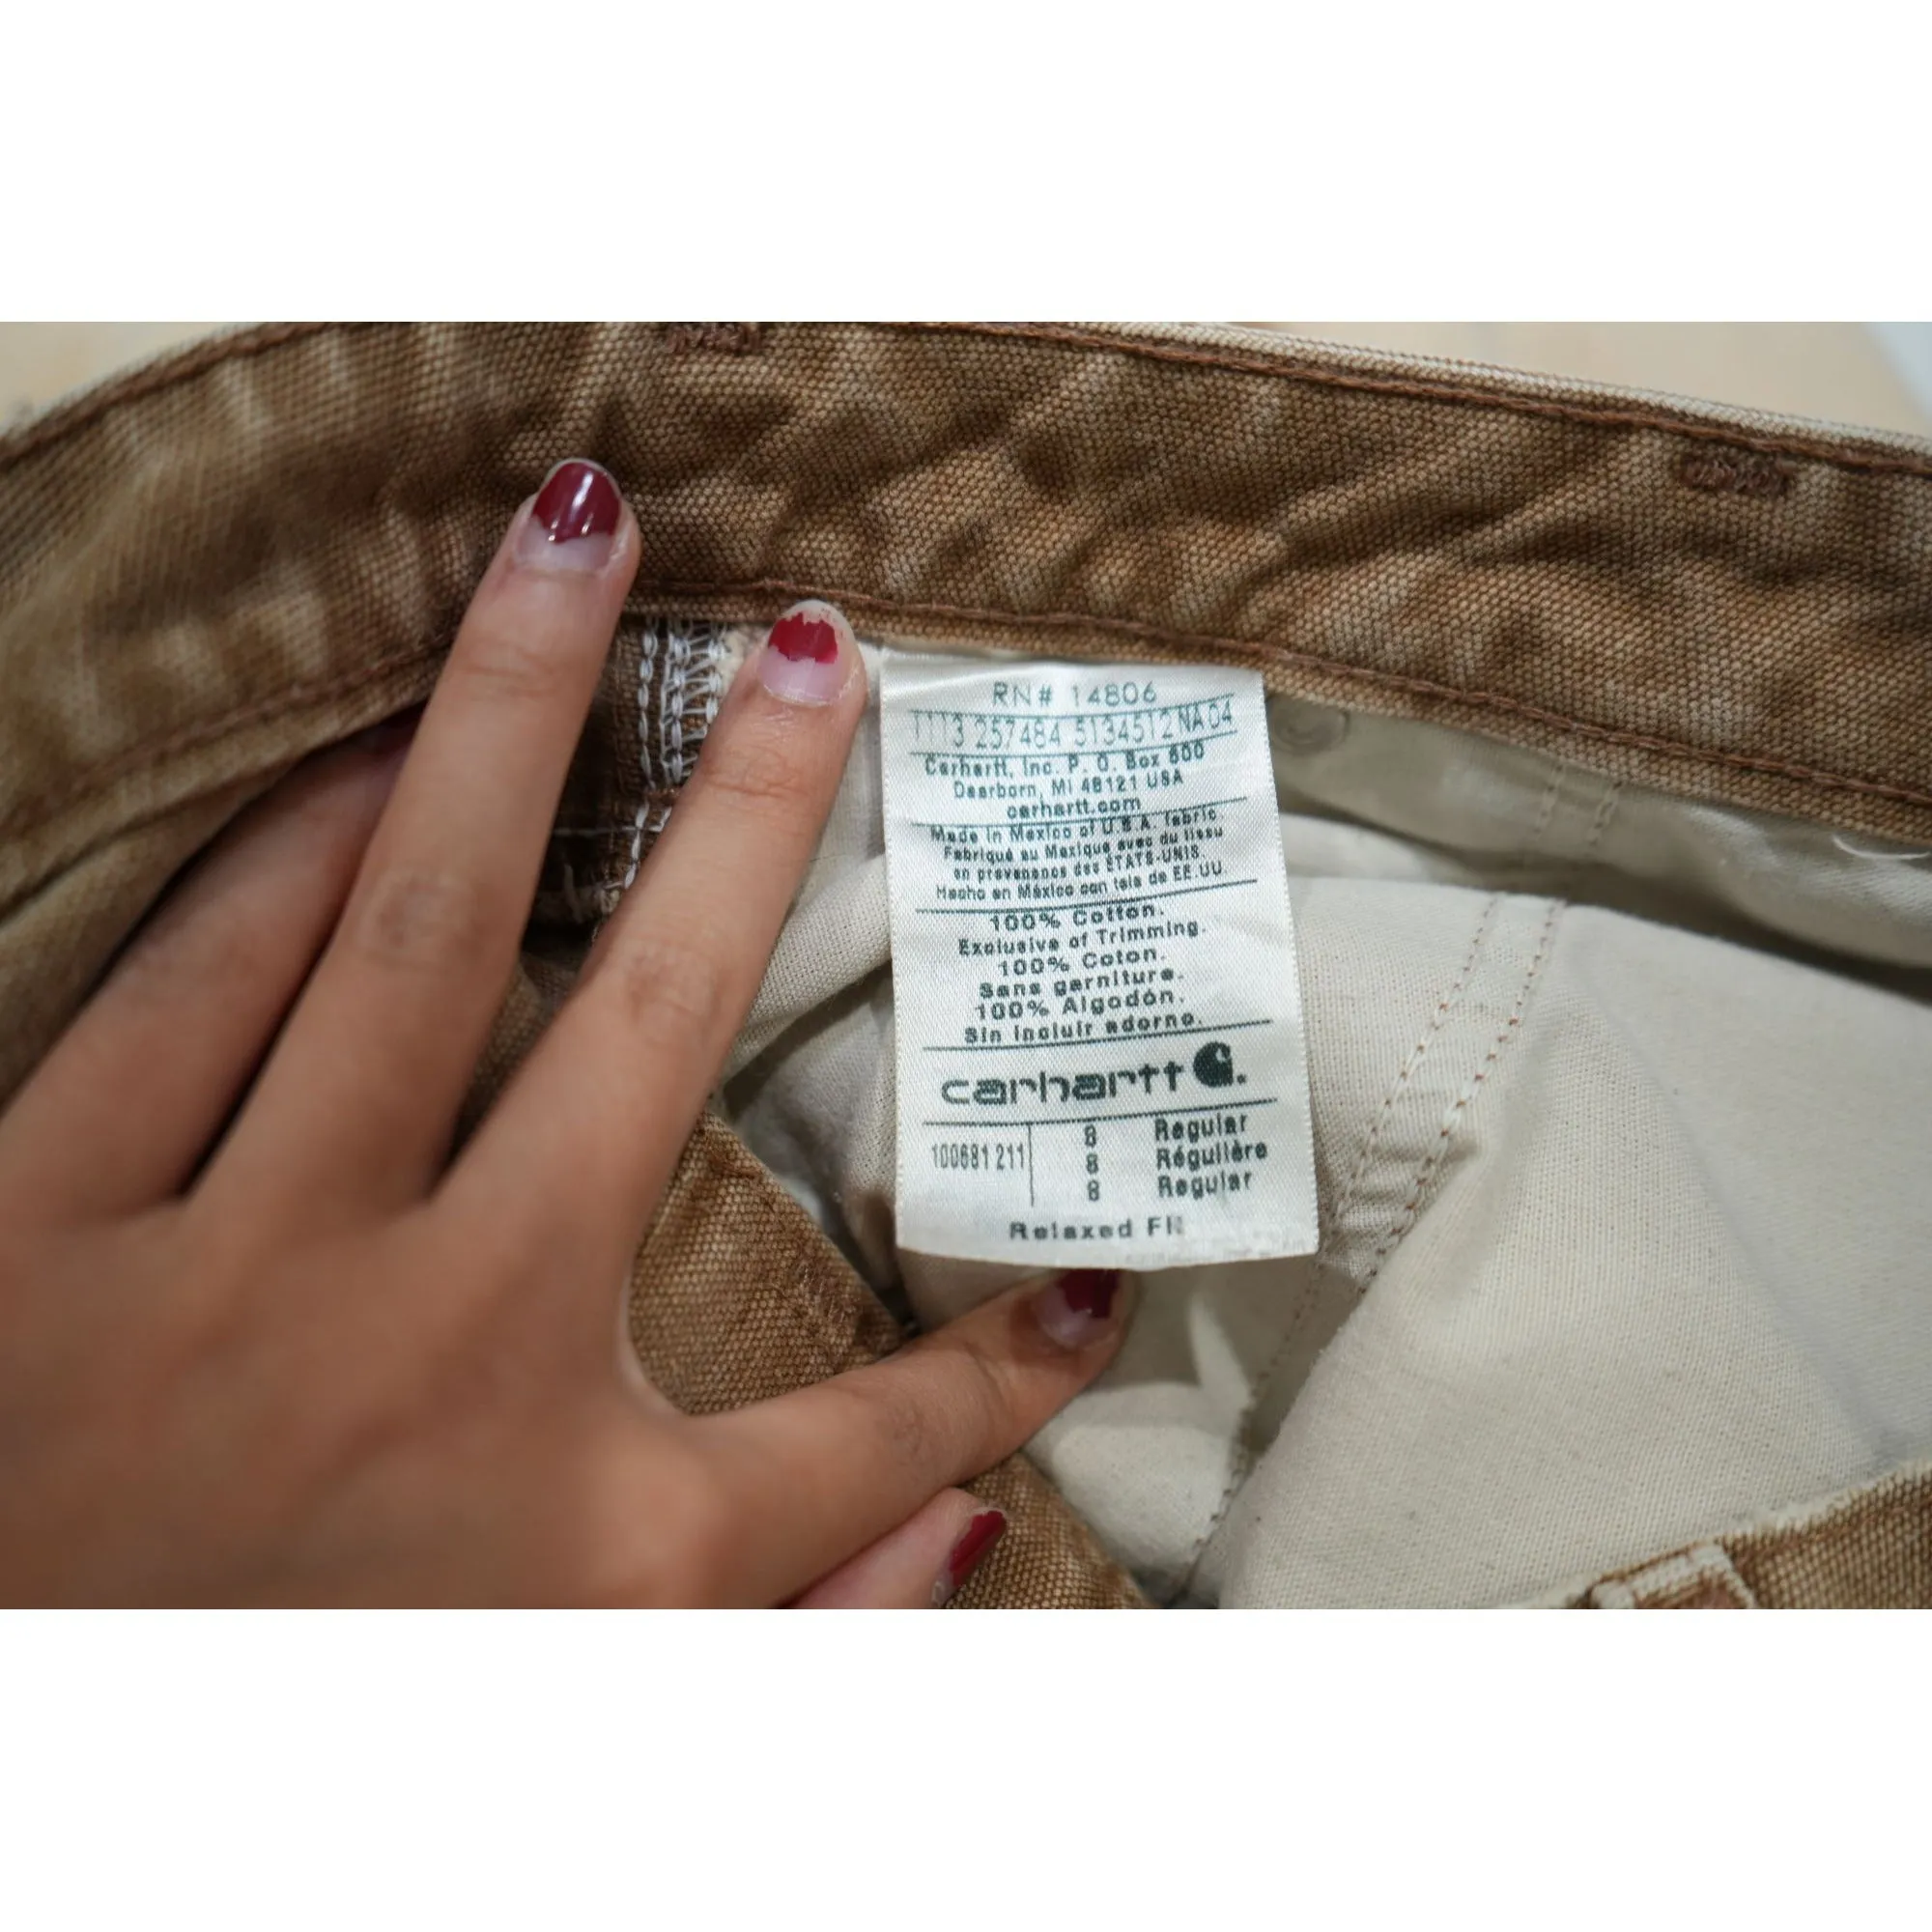 RN# 14806
1113 257484 5134512 NA 04
Carhartt, Inc. P. O. Box 600
Dearborn, MI 48121 USA
carhartt.com
Made in Mexico of U.S.A. fabric
Fabriqué au Mexique avec du tissu
en provenance des ÉTATS-UNIS
Hecho en México con tela de EE.UU.
100% Cotton.
Exclusive of Trimming.
100% Coton.
Sans garniture.
100% Algodón.
Sin incluir adorno.
carhartt
8 Regular
100681 211 8 Régulière
8 Regular
Relaxed Fit